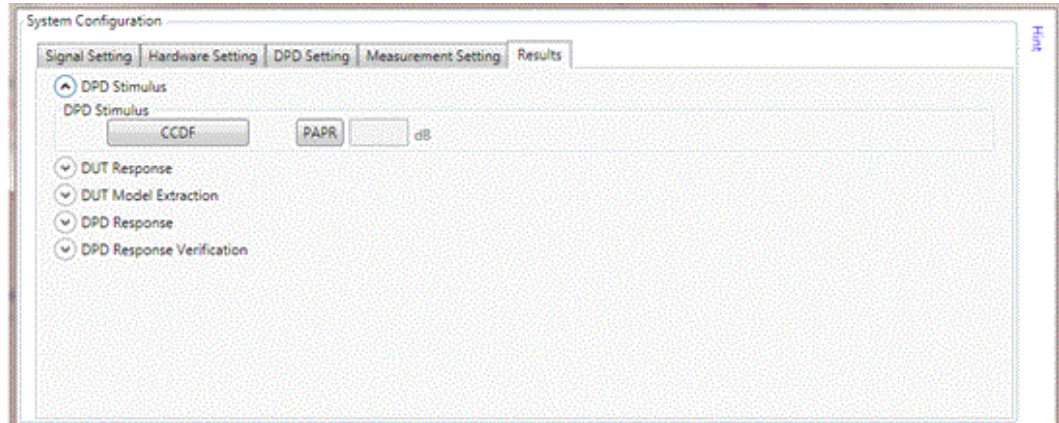 System Configuration
Hint
Signal Setting Hardware Setting DPD Setting Measurement Setting Results
DPD Stimulus
DPD Stimulus
CCDF PAPR dB
DUT Response
DUT Model Extraction
DPD Response
DPD Response Verification